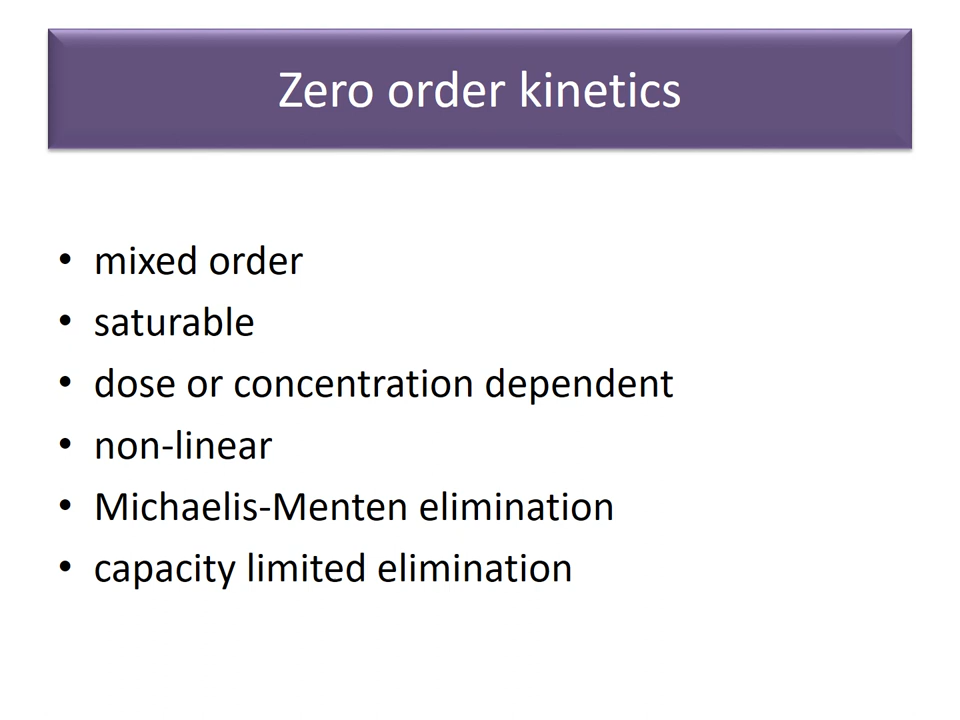 Zero order kinetics
• mixed order
• saturable
• dose or concentration dependent
• non-linear
• Michaelis-Menten elimination
• capacity limited elimination